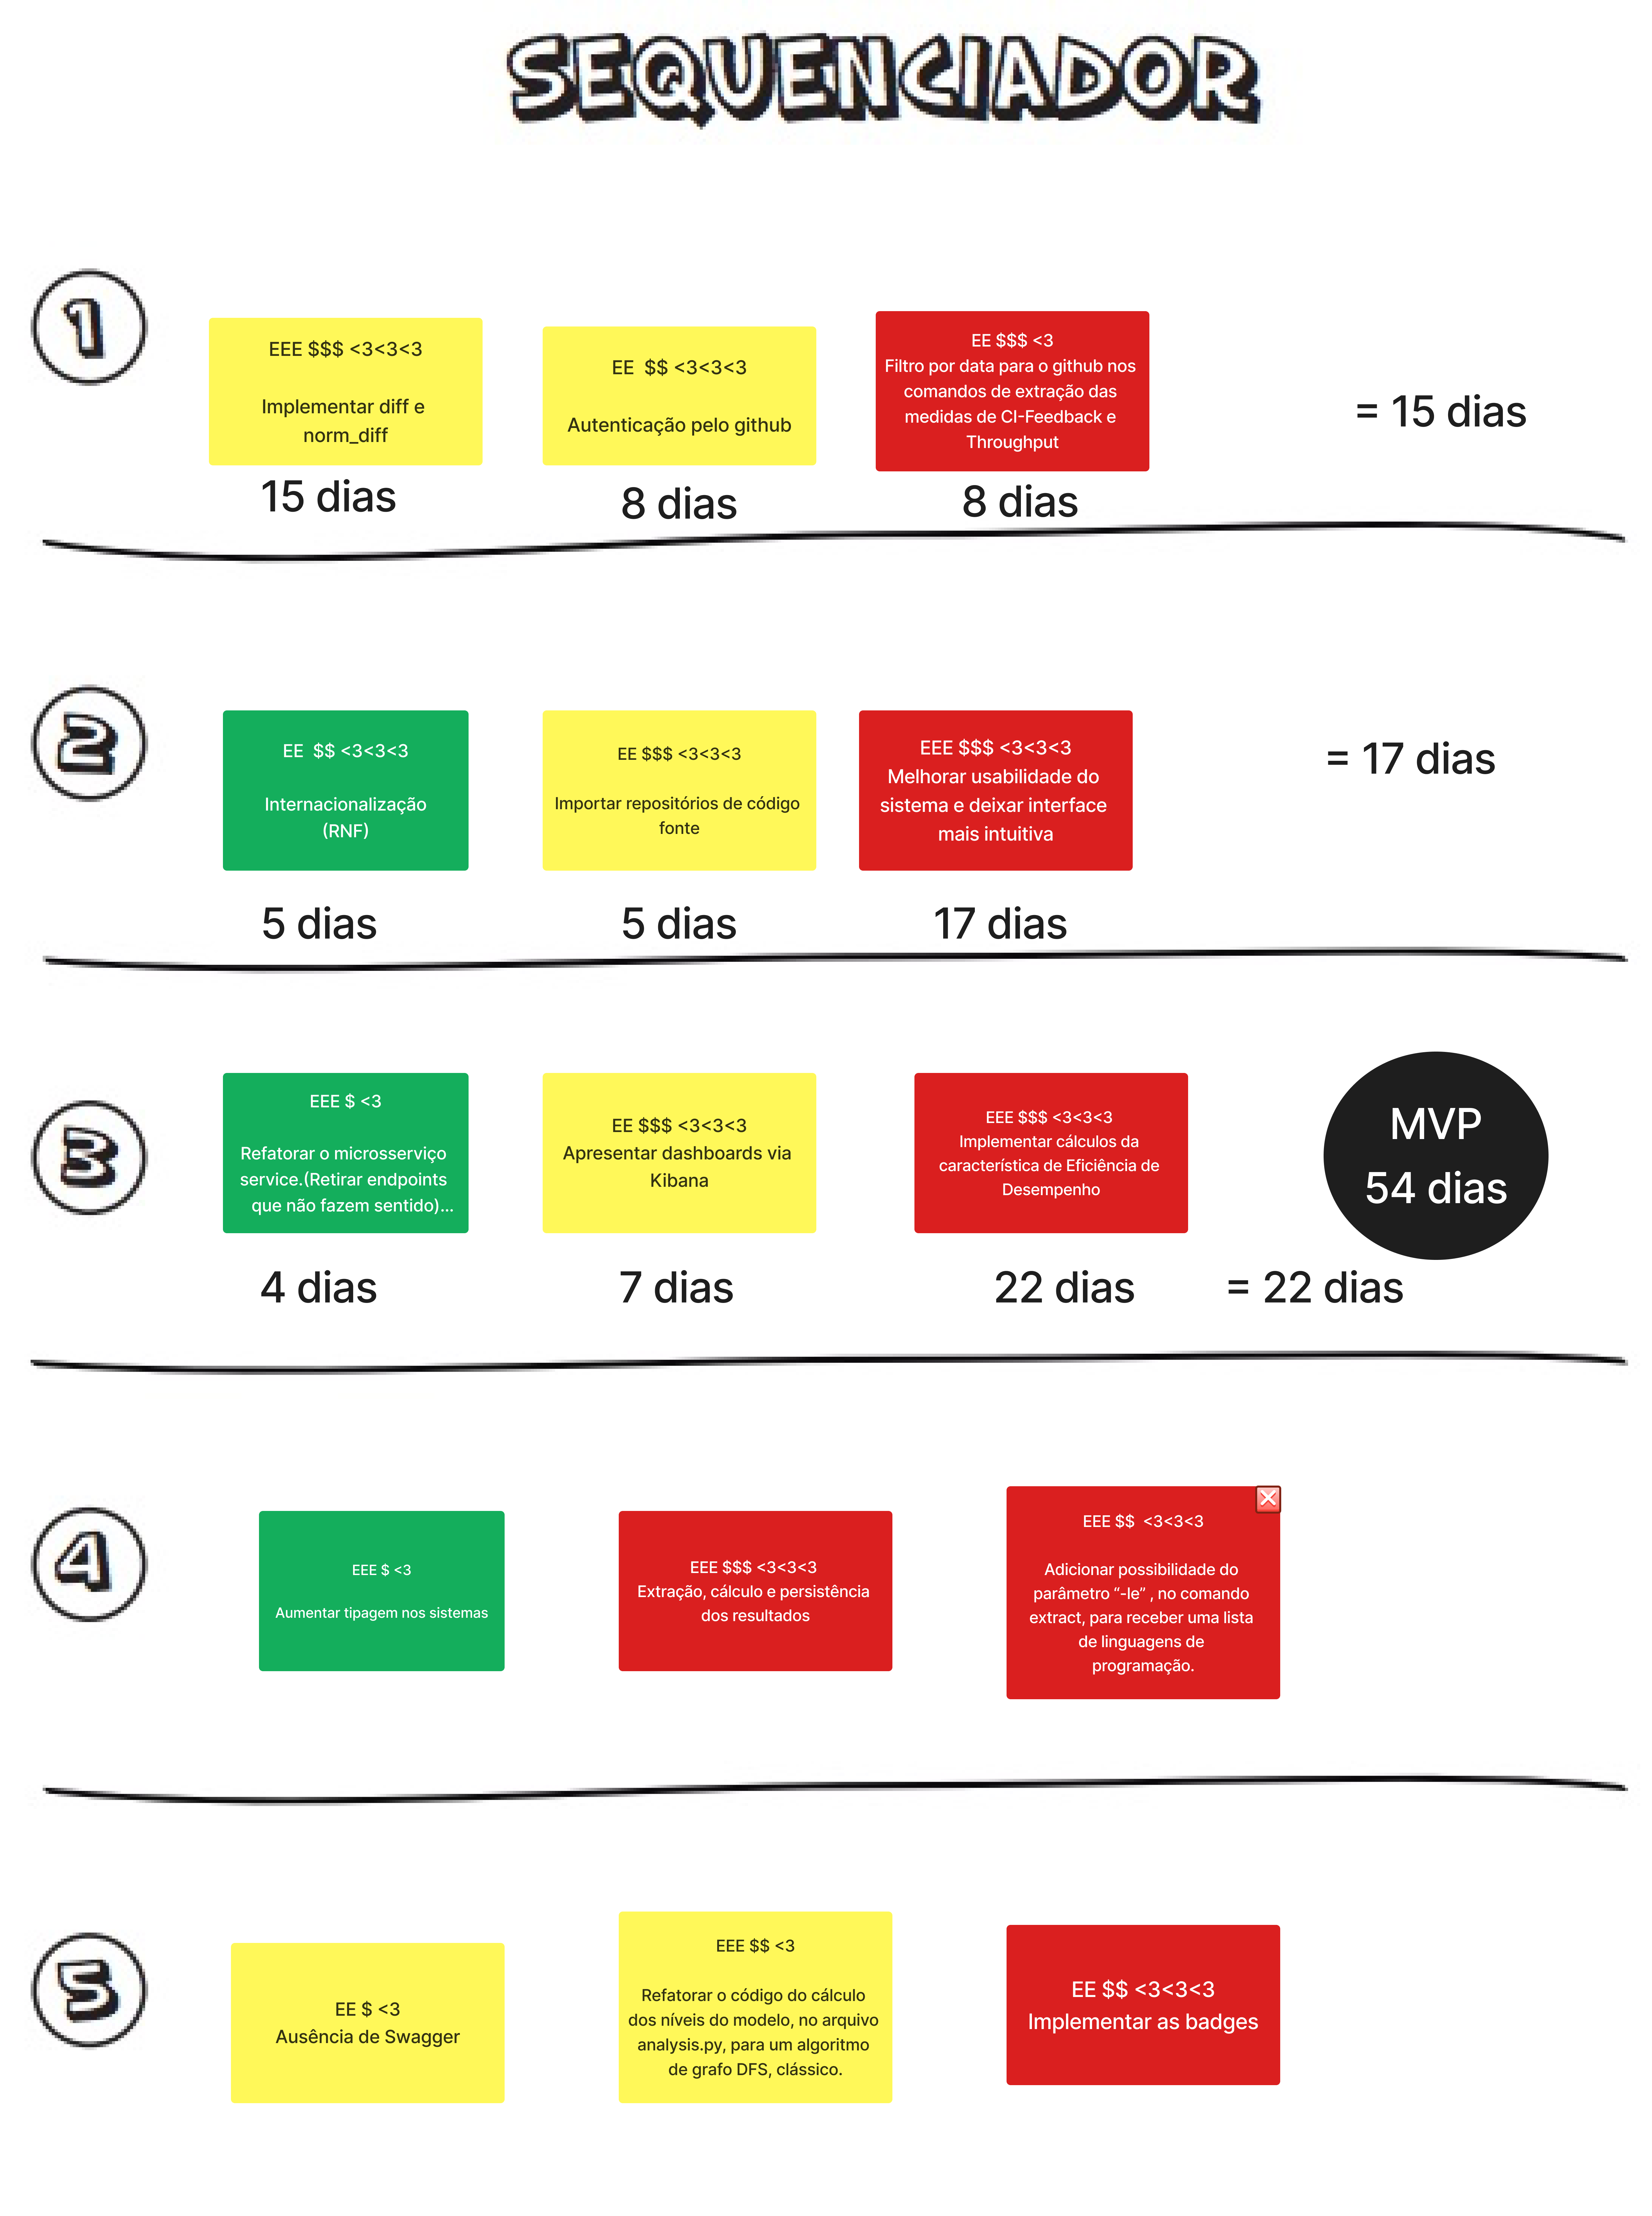 SEQUENCIADOR
1
EEE $$$ <3<3<3
Implementar diff e
norm_diff
15 dias
EE $$ <3<3<3
Autenticação pelo github
8 dias
EE $$$ <3
Filtro por data para o github nos
comandos de extração das
medidas de CI-Feedback e
Throughput
8 dias
= 15 dias
2
EE $$ <3<3<3
Internacionalização
(RNF)
5 dias
EE $$$ <3<3<3
Importar repositórios de código
fonte
5 dias
EEE $$$ <3<3<3
Melhorar usabilidade do
sistema e deixar interface
mais intuitiva
17 dias
= 17 dias
3
EEE $ <3
Refatorar o microsserviço
service.(Retirar endpoints
que não fazem sentido)...
4 dias
EE $$$ <3<3<3
Apresentar dashboards via
Kibana
7 dias
EEE $$$ <3<3<3
Implementar cálculos da
característica de Eficiência de
Desempenho
22 dias
= 22 dias
MVP
54 dias
4
EEE $ <3
Aumentar tipagem nos sistemas
EEE $$$ <3<3<3
Extração, cálculo e persistência
dos resultados
EEE $$ <3<3<3
Adicionar possibilidade do
parâmetro “-le” , no comando
extract, para receber uma lista
de linguagens de
programação.
5
EE $ <3
Ausência de Swagger
EEE $$ <3
Refatorar o código do cálculo
dos níveis do modelo, no arquivo
analysis.py, para um algoritmo
de grafo DFS, clássico.
EE $$ <3<3<3
Implementar as badges